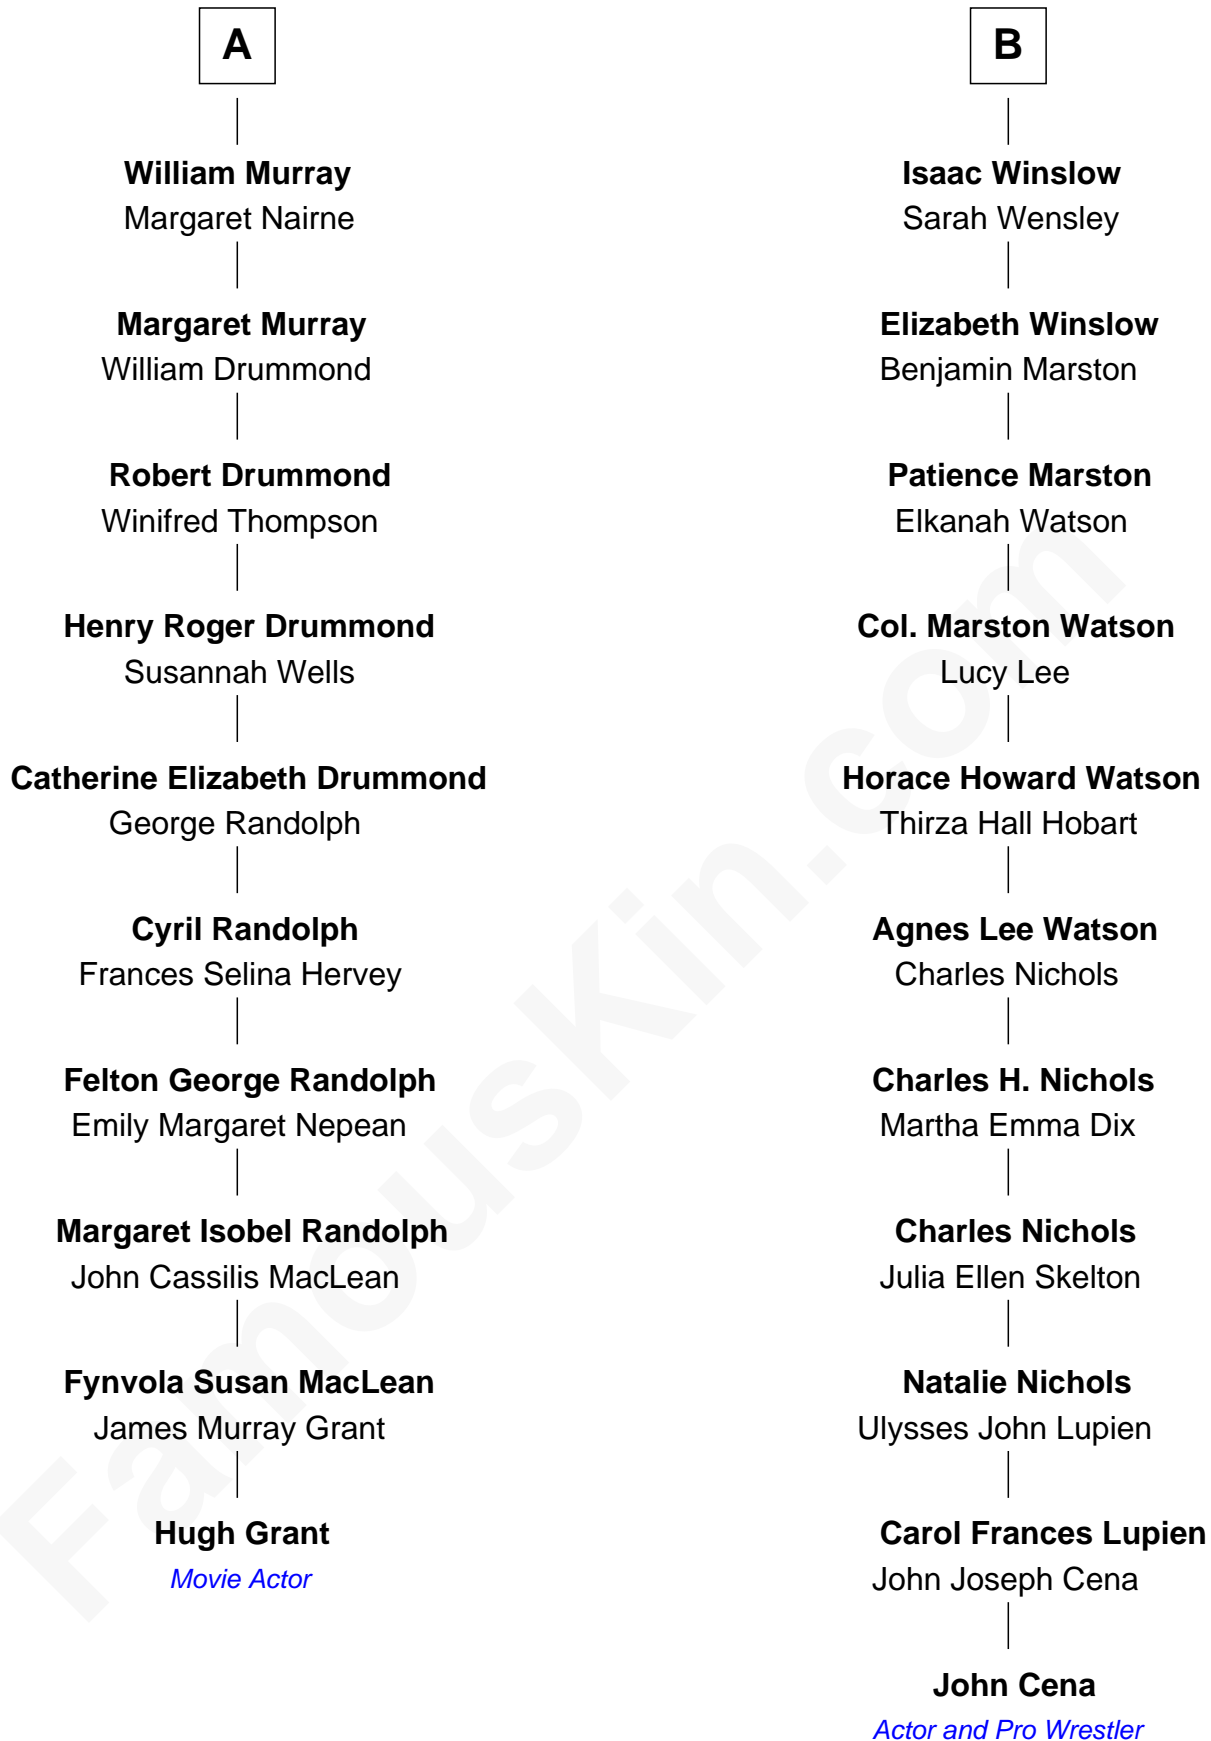 A
William Murray
Margaret Nairne
Margaret Murray
William Drummond
Robert Drummond
Winifred Thompson
Henry Roger Drummond
Susannah Wells
Catherine Elizabeth Drummond
George Randolph
Cyril Randolph
Frances Selina Hervey
Felton George Randolph
Emily Margaret Nepean
Margaret Isobel Randolph
John Cassilis MacLean
Fynvola Susan MacLean
James Murray Grant
Hugh Grant
Movie Actor
B
Isaac Winslow
Sarah Wensley
Elizabeth Winslow
Benjamin Marston
Patience Marston
Elkanah Watson
Col. Marston Watson
Lucy Lee
Horace Howard Watson
Thirza Hall Hobart
Agnes Lee Watson
Charles Nichols
Charles H. Nichols
Martha Emma Dix
Charles Nichols
Julia Ellen Skelton
Natalie Nichols
Ulysses John Lupien
Carol Frances Lupien
John Joseph Cena
John Cena
Actor and Pro Wrestler
FamousKin.com